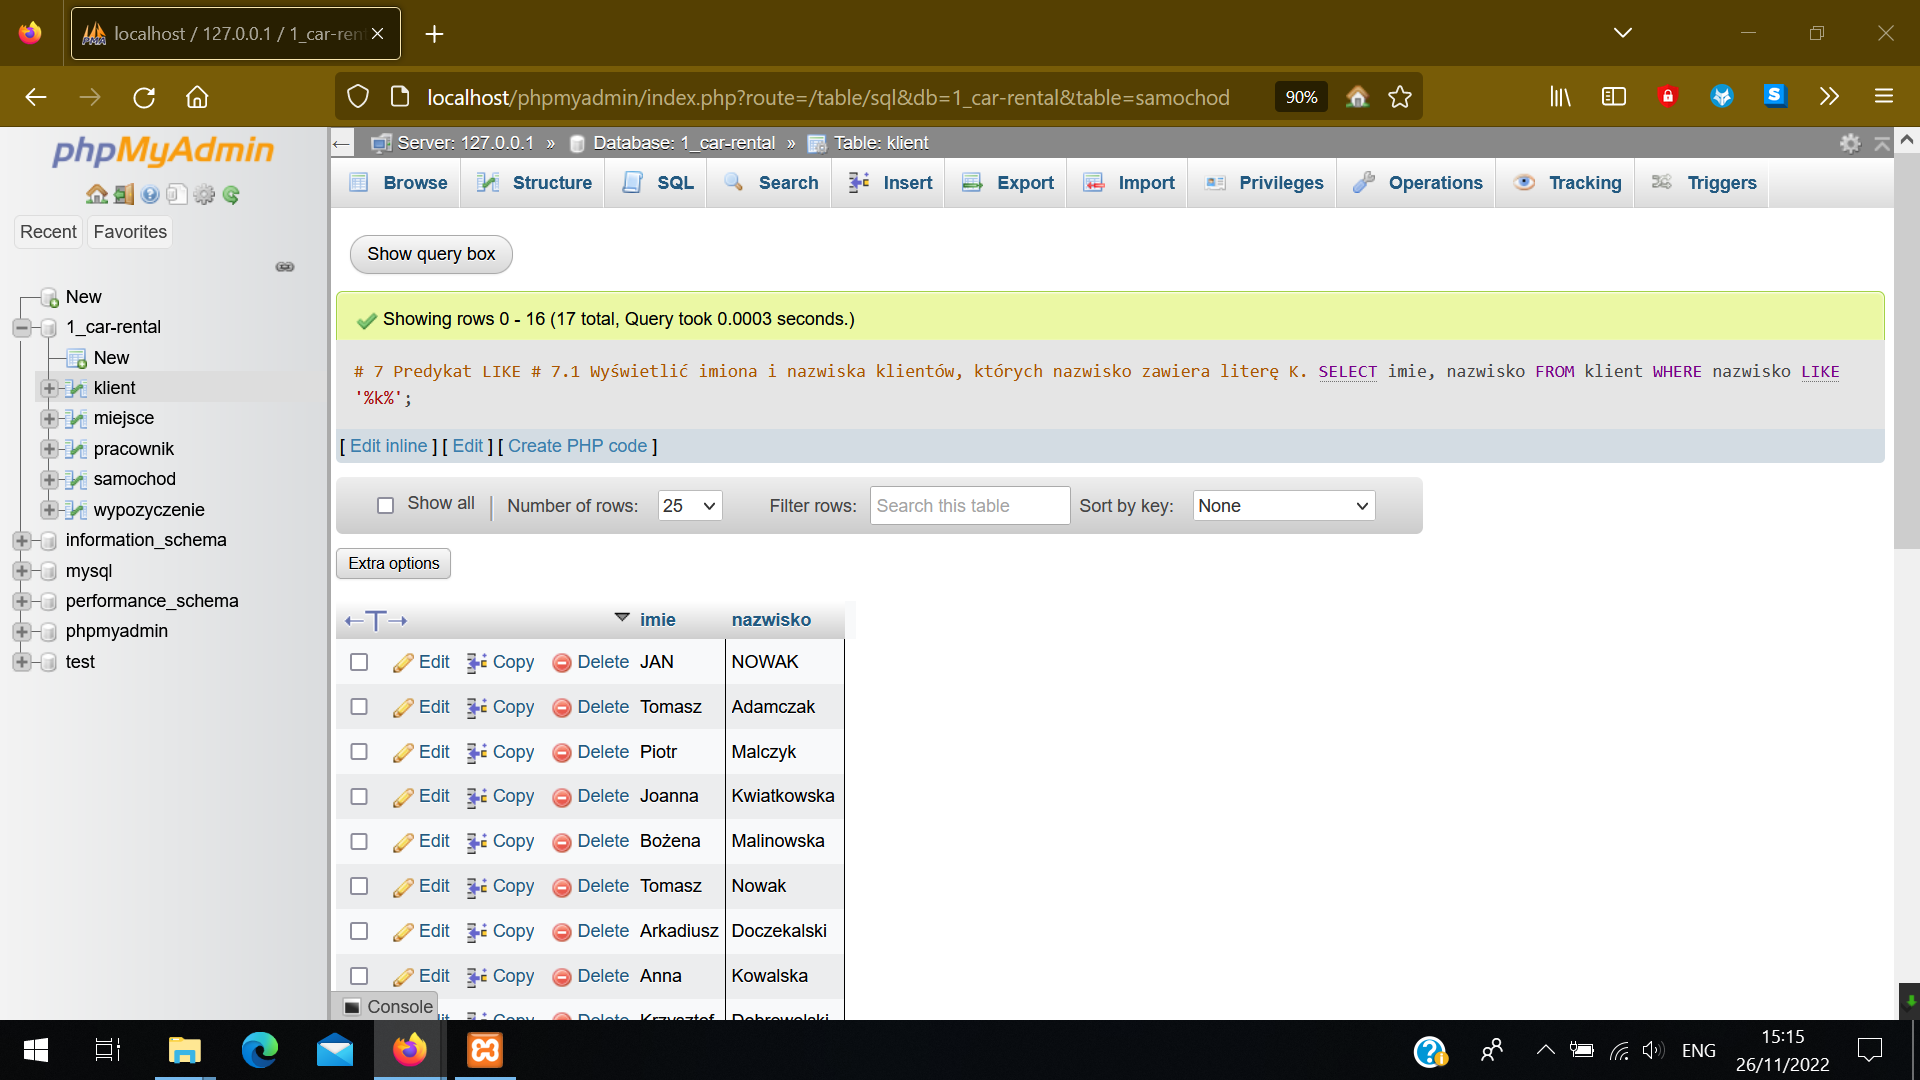 localhost / 127.0.0.1 / 1_car-ren
localhost/phpmyadmin/index.php?route=/table/sql&db=1_car-rental&table=samochod
90%
phpMyAdmin
Recent
Favorites
New
1_car-rental
New
klient
miejsce
pracownik
samochod
wypozyczenie
information_schema
mysql
performance_schema
phpmyadmin
test
Server: 127.0.0.1 » Database: 1_car-rental » Table: klient
Browse Structure SQL Search Insert Export Import Privileges Operations Tracking Triggers
Show query box
Showing rows 0 - 16 (17 total, Query took 0.0003 seconds.)
# 7 Predykat LIKE # 7.1 Wyświetlić imiona i nazwiska klientów, których nazwisko zawiera literę K. SELECT imie, nazwisko FROM klient WHERE nazwisko LIKE
'%k%';
[ Edit inline ] [ Edit ] [ Create PHP code ]
Show all | Number of rows: 25 Filter rows: Search this table Sort by key: None
Extra options
imie nazwisko
Edit Copy Delete JAN NOWAK
Edit Copy Delete Tomasz Adamczak
Edit Copy Delete Piotr Malczyk
Edit Copy Delete Joanna Kwiatkowska
Edit Copy Delete Bożena Malinowska
Edit Copy Delete Tomasz Nowak
Edit Copy Delete Arkadiusz Doczekalski
Edit Copy Delete Anna Kowalska
Copy Delete Krzysztof Dobrowolski
Console
ENG
15:15
26/11/2022